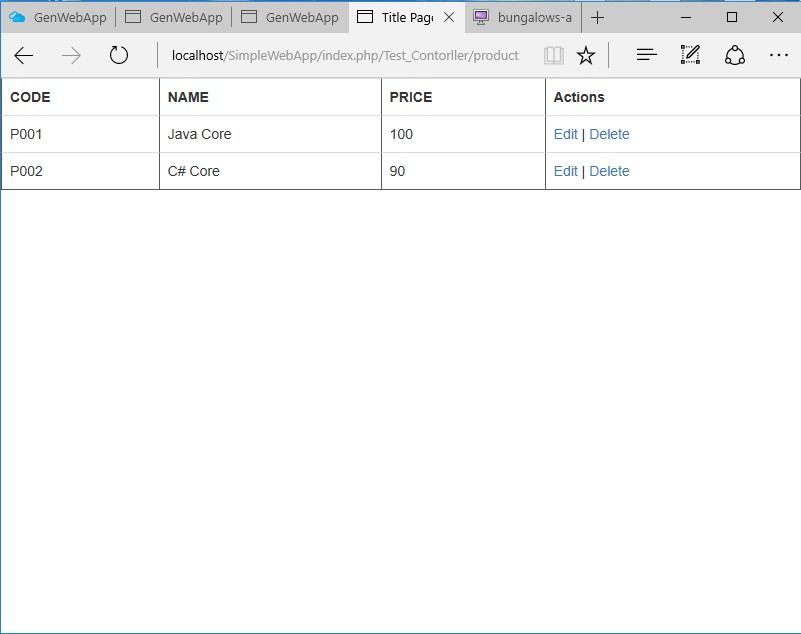 GenWebApp GenWebApp GenWebApp Title Page bungalows-a
localhost/SimpleWebApp/index.php/Test_Contorller/product
CODE NAME PRICE Actions
P001 Java Core 100 Edit | Delete
P002 C# Core 90 Edit | Delete